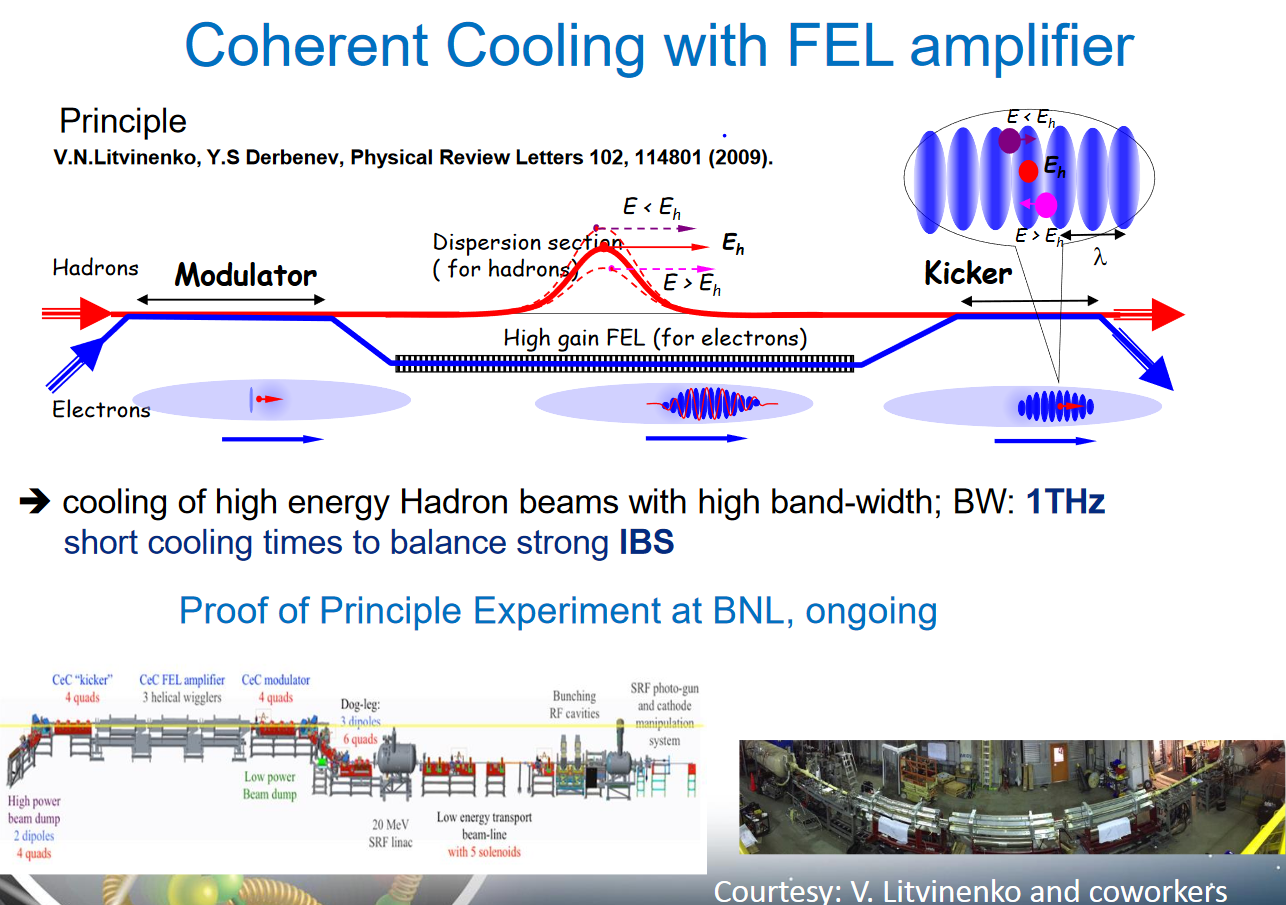 Coherent Cooling with FEL amplifier
Principle
V.N.Litvinenko, Y.S Derbenev, Physical Review Letters 102, 114801 (2009).
E < Eh
Eh
E > Eh
λ
E < Eh
Dispersion section
( for hadrons)
Eh
E > Eh
Hadrons
Modulator
Kicker
High gain FEL (for electrons)
Electrons
➔ cooling of high energy Hadron beams with high band-width; BW: 1THz
short cooling times to balance strong IBS
Proof of Principle Experiment at BNL, ongoing
CeC “kicker”
4 quads
CeC FEL amplifier
3 helical wigglers
CeC modulator
4 quads
Dog-leg:
3 dipoles
6 quads
Bunching
RF cavities
SRF photo-gun
and cathode
manipulation
system
Low power
Beam dump
High power
beam dump
2 dipoles
4 quads
20 MeV
SRF linac
Low energy transport
beam-line
with 5 solenoids
Courtesy: V. Litvinenko and coworkers